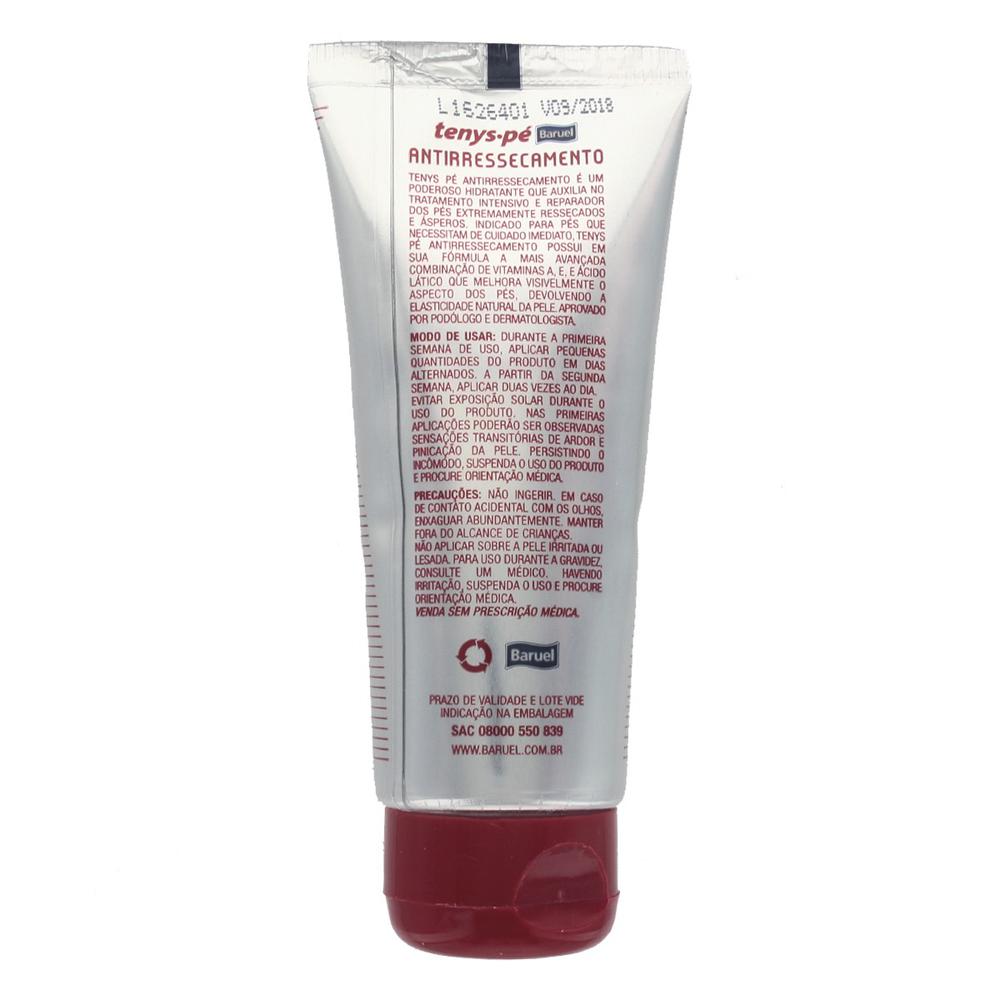 L1626401 V09/2018
tenys-pé Baruel
ANTIRRESSECAMENTO
TENYS PÉ ANTIRRESSECAMENTO É UM
PODEROSO HIDRATANTE QUE AUXILIA NO
TRATAMENTO INTENSIVO E REPARADOR
DOS PÉS EXTREMAMENTE RESSECADOS
E ÁSPEROS. INDICADO PARA PÉS QUE
NECESSITAM DE CUIDADO IMEDIATO, TENYS
PÉ ANTIRRESSECAMENTO POSSUI EM
SUA FÓRMULA A MAIS AVANÇADA
COMBINAÇÃO DE VITAMINAS A, E, E ÁCIDO
LÁTICO QUE MELHORA VISIVELMENTE O
ASPECTO DOS PÉS, DEVOLVENDO A
ELASTICIDADE NATURAL DA PELE. APROVADO
POR PODÓLOGO E DERMATOLOGISTA.
MODO DE USAR: DURANTE A PRIMEIRA
SEMANA DE USO, APLICAR PEQUENAS
QUANTIDADES DO PRODUTO EM DIAS
ALTERNADOS. A PARTIR DA SEGUNDA
SEMANA, APLICAR DUAS VEZES AO DIA.
EVITAR EXPOSIÇÃO SOLAR DURANTE O
USO DO PRODUTO. NAS PRIMEIRAS
APLICAÇÕES PODERÃO SER OBSERVADAS
SENSAÇÕES TRANSITÓRIAS DE ARDOR E
PINICAÇÃO DA PELE. PERSISTINDO O
INCÔMODO, SUSPENDA O USO DO PRODUTO
E PROCURE ORIENTAÇÃO MÉDICA.
PRECAUÇÕES: NÃO INGERIR. EM CASO
DE CONTATO ACIDENTAL COM OS OLHOS,
ENXAGUAR ABUNDANTEMENTE. MANTER
FORA DO ALCANCE DE CRIANÇAS.
NÃO APLICAR SOBRE A PELE IRRITADA OU
LESADA. PARA USO DURANTE A GRAVIDEZ,
CONSULTE UM MÉDICO. HAVENDO
IRRITAÇÃO, SUSPENDA O USO E PROCURE
ORIENTAÇÃO MÉDICA.
VENDA SEM PRESCRIÇÃO MÉDICA.
Baruel
PRAZO DE VALIDADE E LOTE VIDE
INDICAÇÃO NA EMBALAGEM
SAC 08000 550 839
WWW.BARUEL.COM.BR